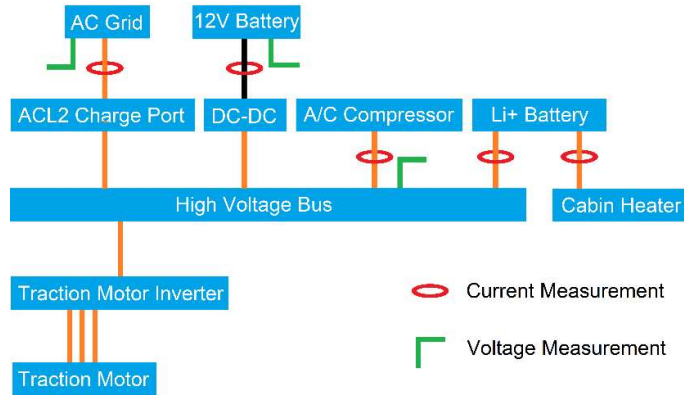 AC Grid
12V Battery
ACL2 Charge Port
DC-DC
A/C Compressor
Li+ Battery
High Voltage Bus
Cabin Heater
Traction Motor Inverter
Current Measurement
Voltage Measurement
Traction Motor